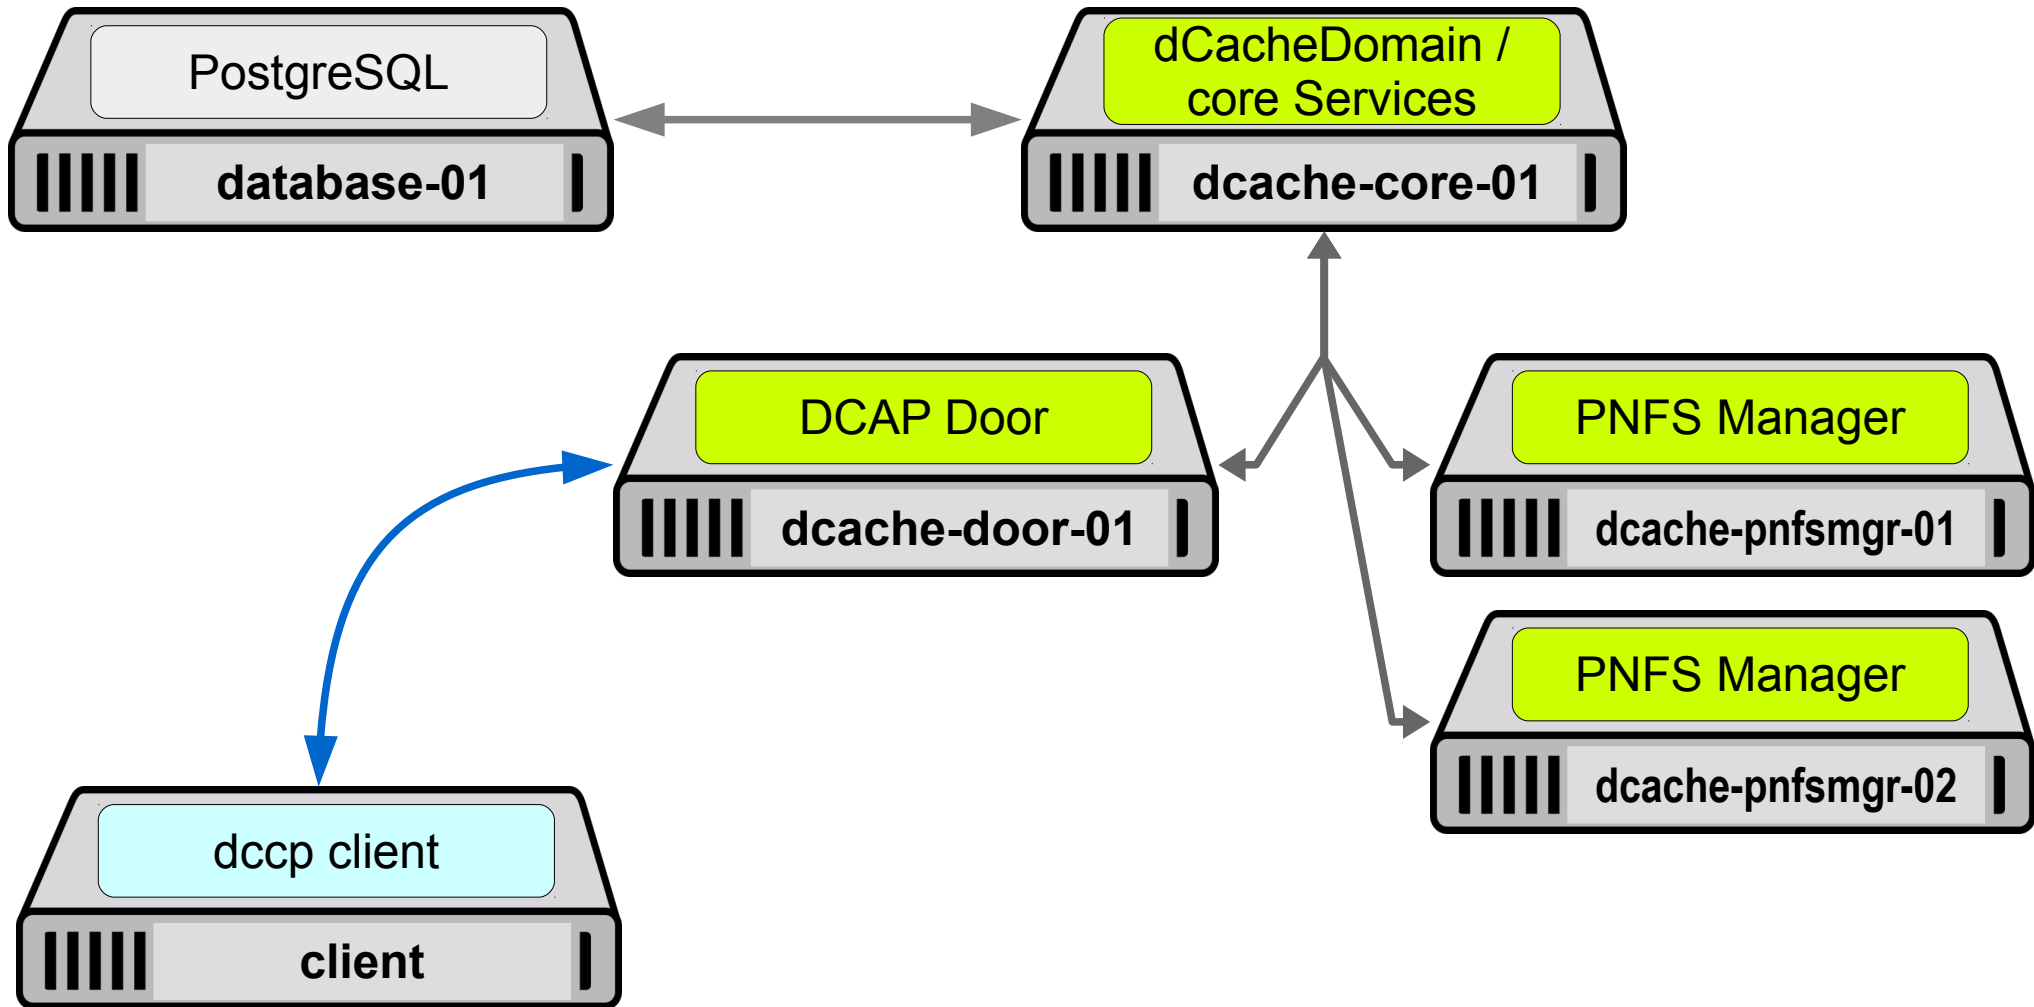 PostgreSQL
database-01
dCacheDomain /
core Services
dcache-core-01
DCAP Door
dcache-door-01
PNFS Manager
dcache-pnfsmgr-01
PNFS Manager
dcache-pnfsmgr-02
dccp client
client